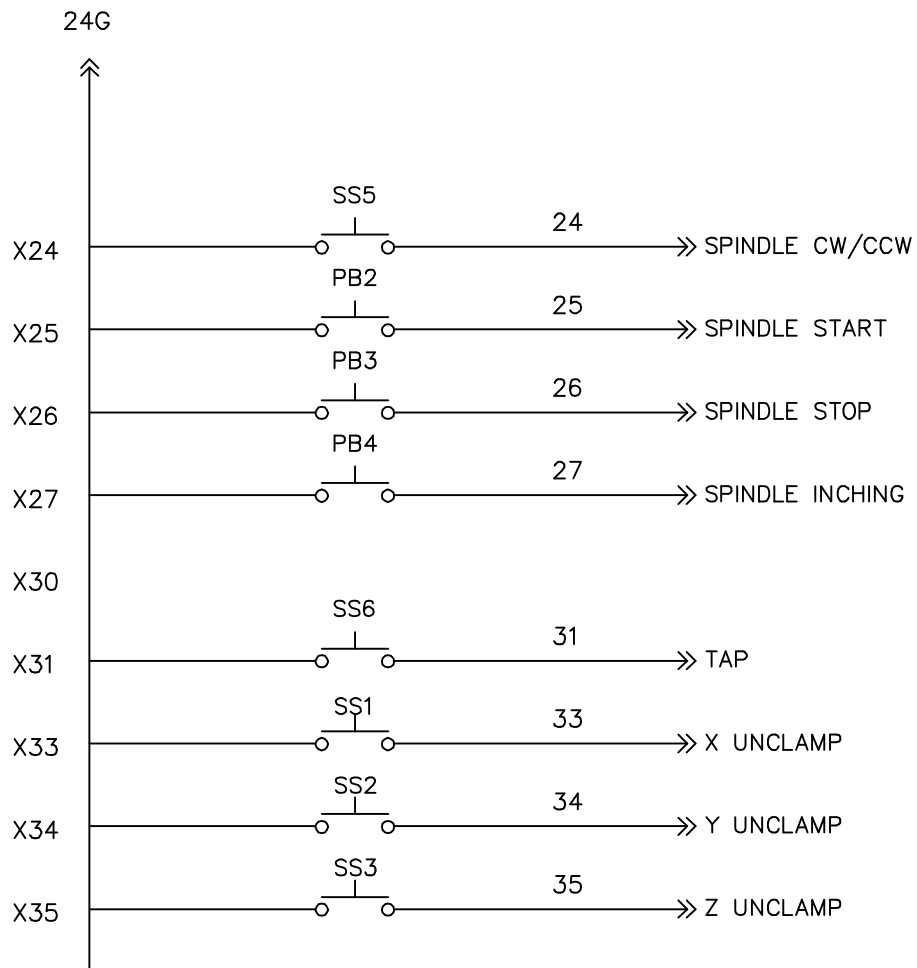 24G
SS5
X24 24 SPINDLE CW/CCW
PB2
X25 25 SPINDLE START
PB3
X26 26 SPINDLE STOP
PB4
X27 27 SPINDLE INCHING
X30
SS6
X31 31 TAP
SS1
X33 33 X UNCLAMP
SS2
X34 34 Y UNCLAMP
SS3
X35 35 Z UNCLAMP